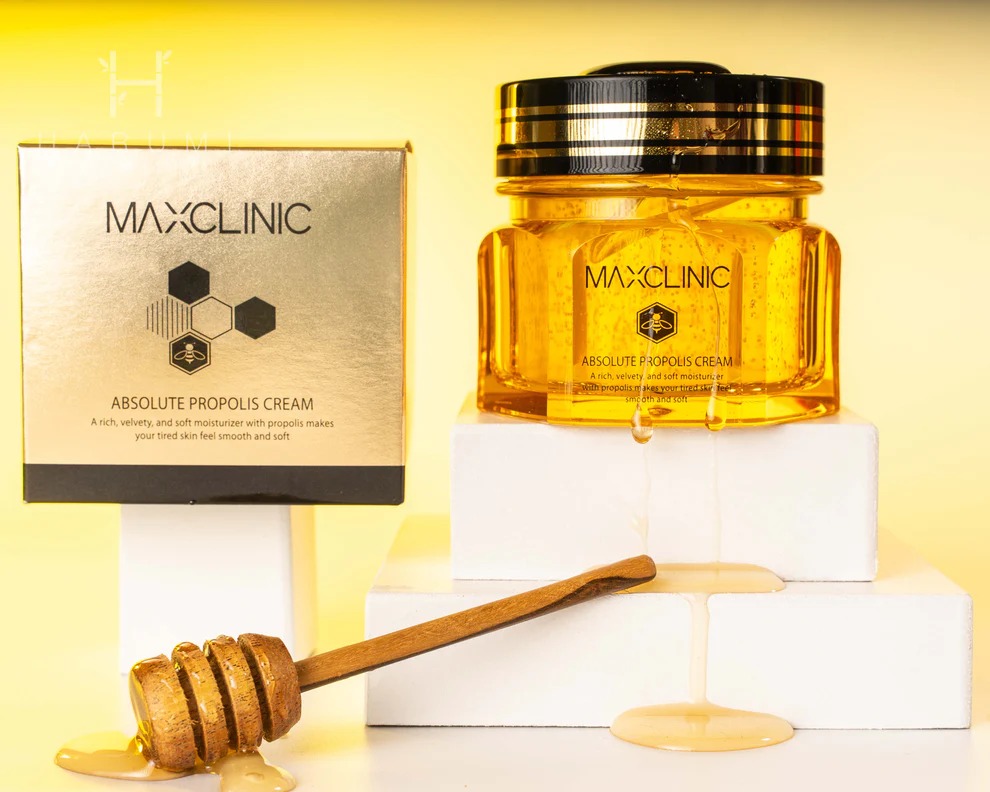 H
HARUMI
MAXCLINIC
ABSOLUTE PROPOLIS CREAM
A rich, velvety, and soft moisturizer with propolis makes
your tired skin feel smooth and soft
MAXCLINIC
ABSOLUTE PROPOLIS CREAM
A rich, velvety, and soft moisturizer
with propolis makes your tired skin feel
smooth and soft